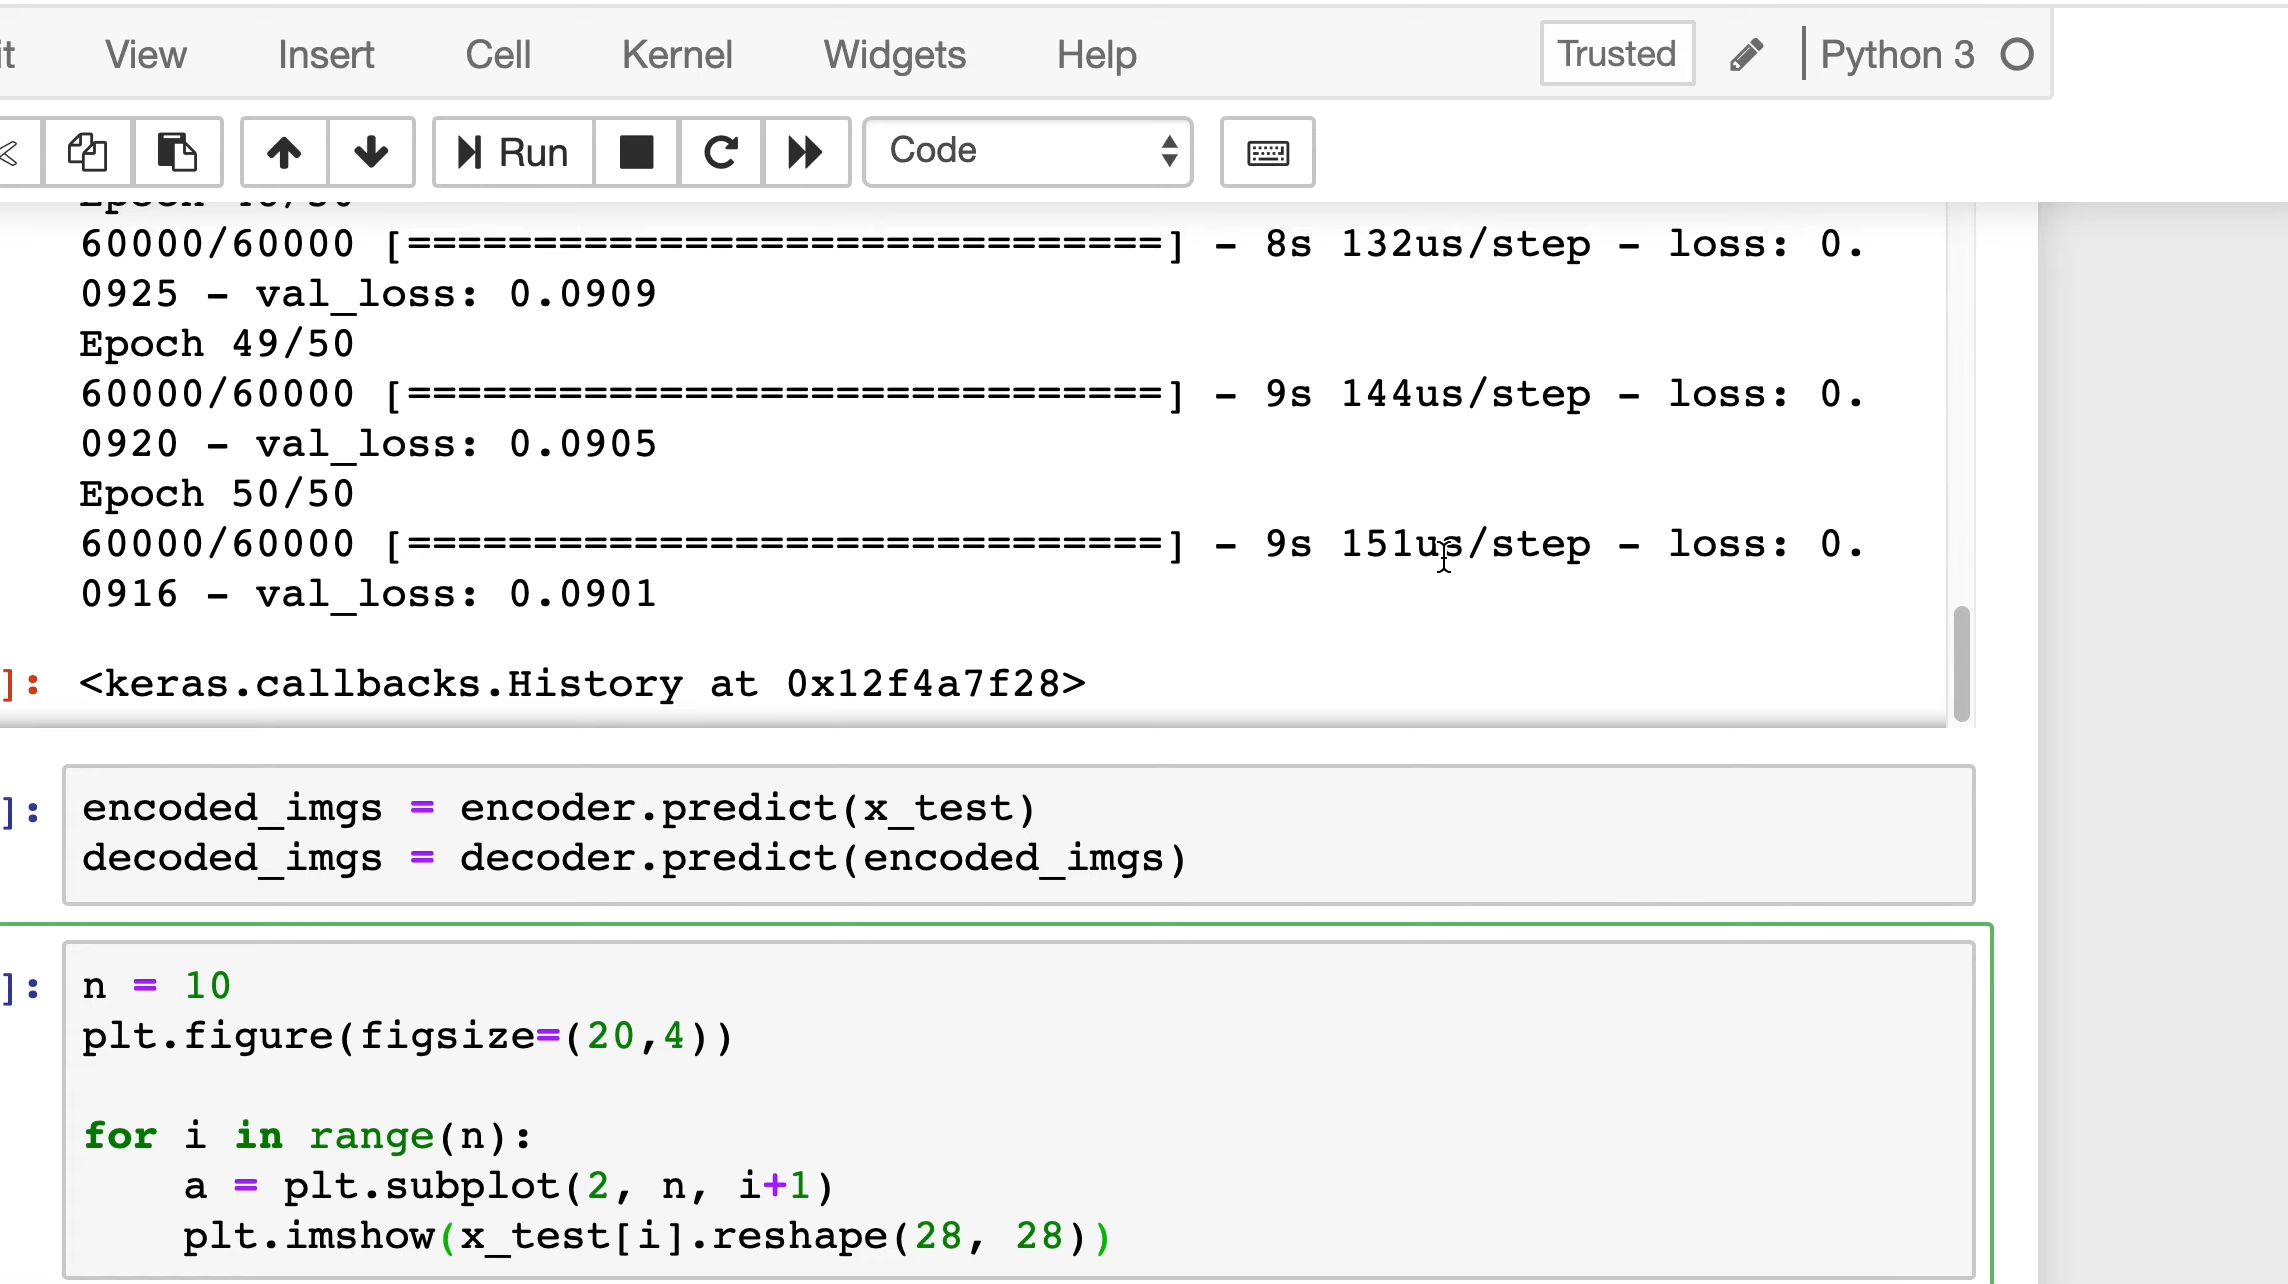 it View Insert Cell Kernel Widgets Help Trusted Python 3
Run Code
60000/60000 [==============================] - 8s 132us/step - loss: 0.
0925 - val_loss: 0.0909
Epoch 49/50
60000/60000 [==============================] - 9s 144us/step - loss: 0.
0920 - val_loss: 0.0905
Epoch 50/50
60000/60000 [==============================] - 9s 151us/step - loss: 0.
0916 - val_loss: 0.0901
]: <keras.callbacks.History at 0x12f4a7f28>
]: encoded_imgs = encoder.predict(x_test)
decoded_imgs = decoder.predict(encoded_imgs)
]: n = 10
plt.figure(figsize=(20,4))
for i in range(n):
    a = plt.subplot(2, n, i+1)
    plt.imshow(x_test[i].reshape(28, 28))